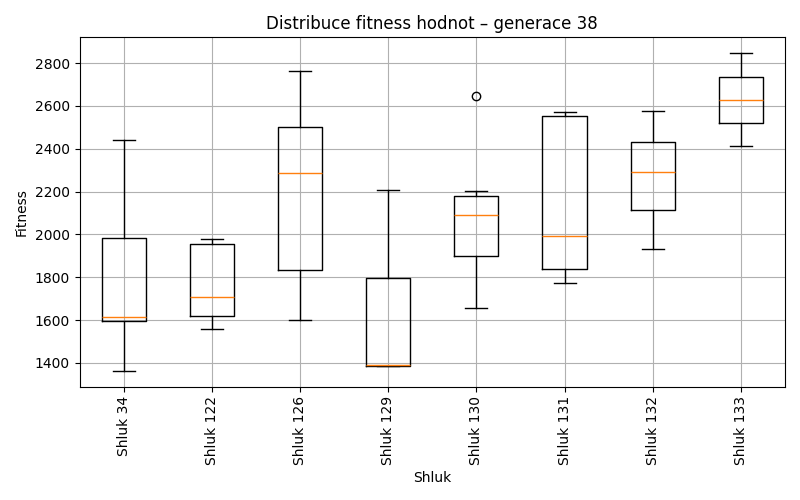 Distribuce fitness hodnot – generace 38
Fitness
2800
2600
2400
2200
2000
1800
1600
1400
Shluk 34
Shluk 122
Shluk 126
Shluk 129
Shluk 130
Shluk 131
Shluk 132
Shluk 133
Shluk